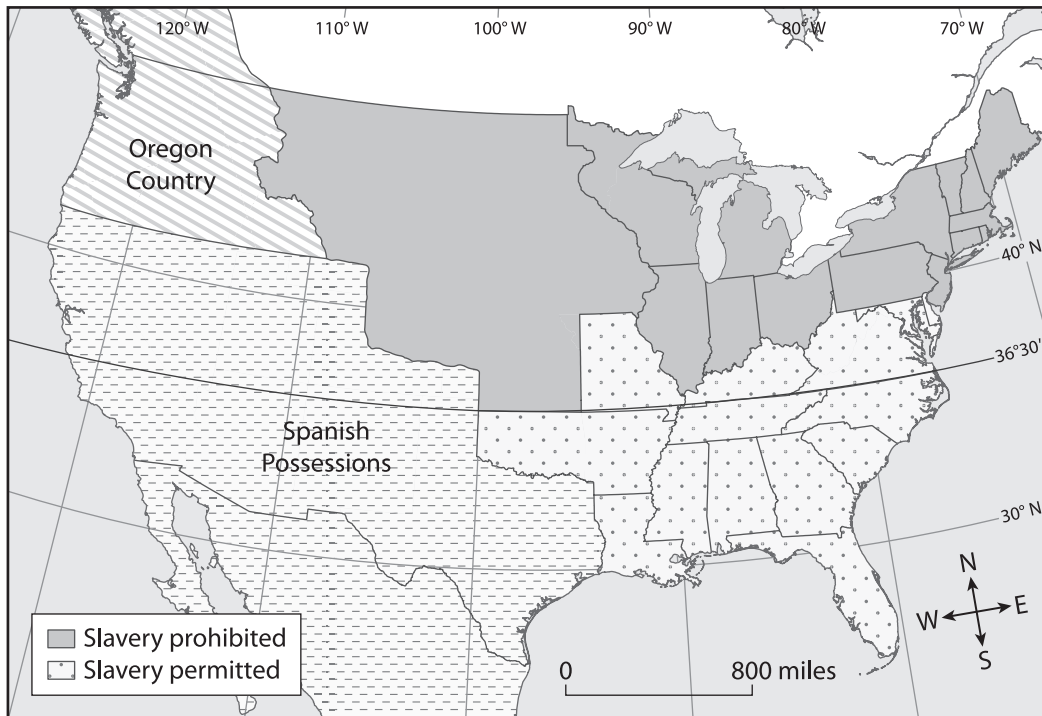 120° W
110° W
100° W
90° W
80° W
70° W
Oregon
Country
40° N
36°30'
Spanish
Possessions
30° N
N
W
E
S
Slavery prohibited
Slavery permitted
0
800 miles